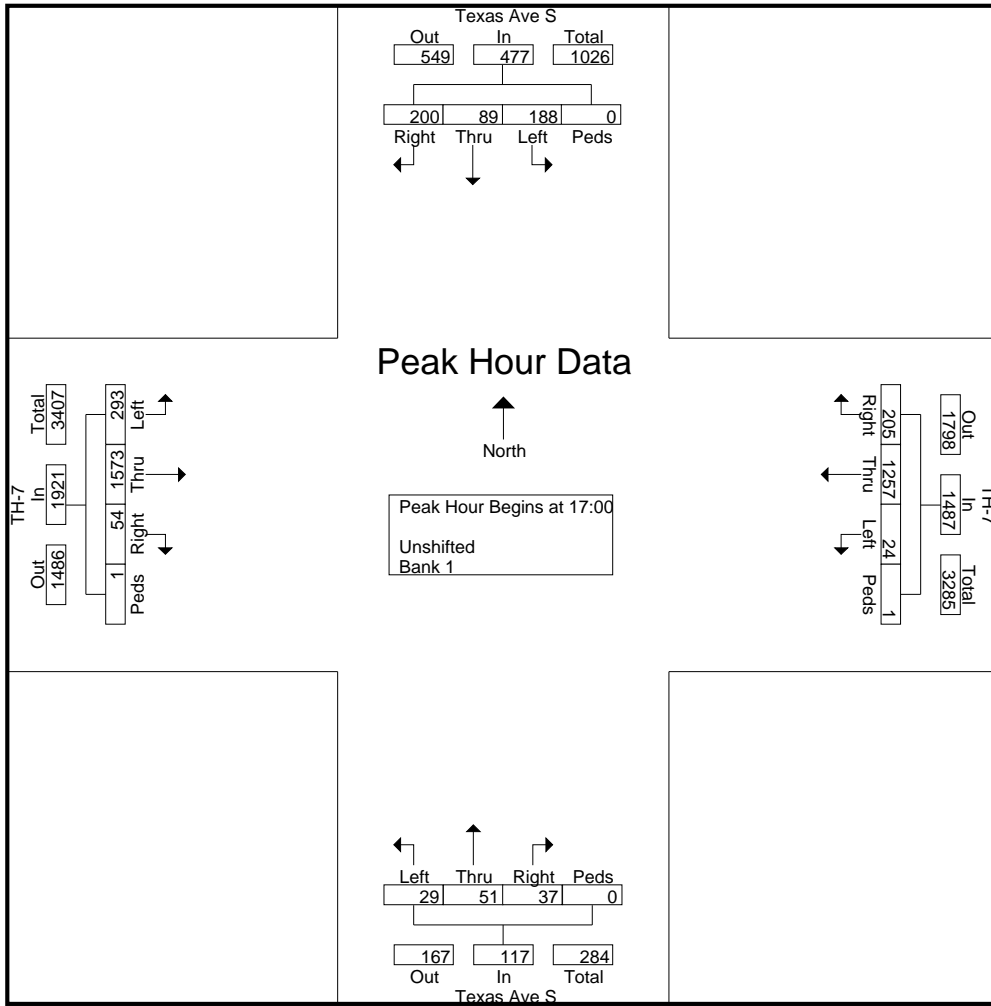 Texas Ave S
Out In Total
549 477 1026
200 89 188 0
Right Thru Left Peds
Peak Hour Data
North
Peak Hour Begins at 17:00
Unshifted
Bank 1
TH-7
Out In Total
1486 1921 3407
Left Thru Right Peds
293 1573 54 1
TH-7
Out In Total
1798 1487 3285
205 1257 24 1
Right Thru Left Peds
Left Thru Right Peds
29 51 37 0
167 117 284
Out In Total
Texas Ave S